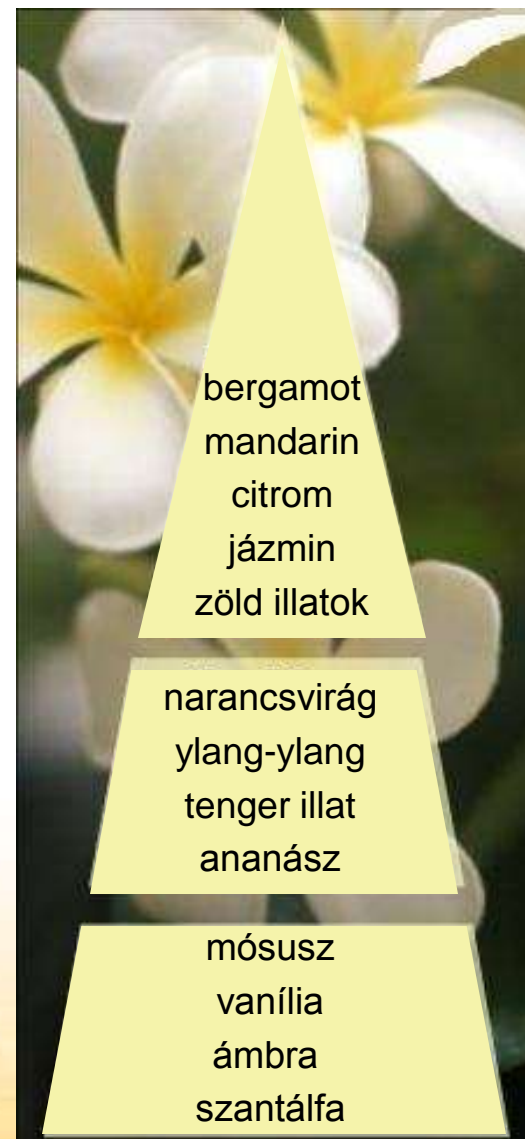 bergamot
mandarin
citrom
jázmin
zöld illatok
narancsvirág
ylang-ylang
tenger illat
ananász
mósusz
vanília
ámbra
szantálfa